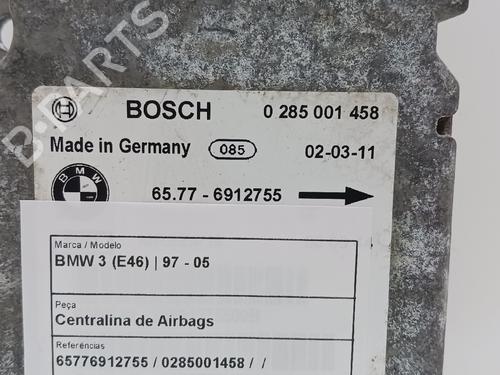 BOSCH 0 285 001 458
Made in Germany 085 02-03-11
BMW 65.77 - 6912755
Marca / Modelo
BMW 3 (E46) | 97 - 05
Peça
Centralina de Airbags
Referências
65776912755 / 0285001458 / /
B-PARTS